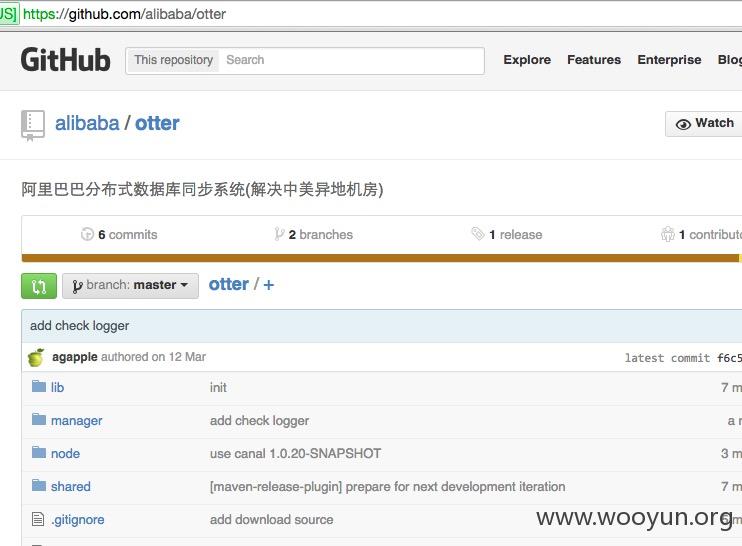 US] https://github.com/alibaba/otter
GitHub This repository Search Explore Features Enterprise Blog
alibaba / otter Watch
阿里巴巴分布式数据库同步系统(解决中美异地机房)
6 commits 2 branches 1 release 1 contributo
branch: master otter / +
add check logger
agapple authored on 12 Mar latest commit f6c5
lib init 7 m
manager add check logger a m
node use canal 1.0.20-SNAPSHOT 3 m
shared [maven-release-plugin] prepare for next development iteration 7 m
.gitignore add download source
www.wooyun.org